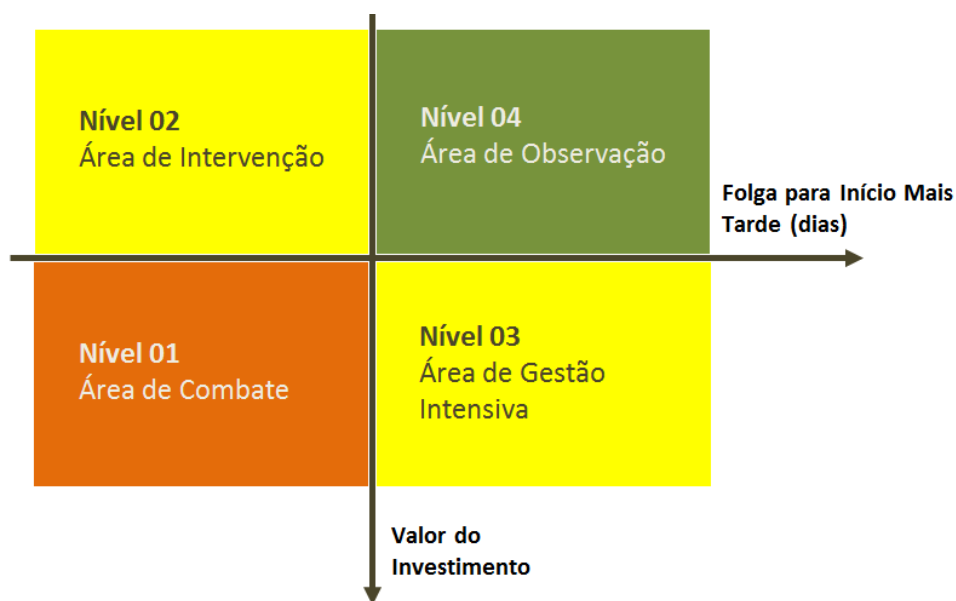 Nível 02
Área de Intervenção
Nível 04
Área de Observação
Folga para Início Mais
Tarde (dias)
Nível 01
Área de Combate
Nível 03
Área de Gestão
Intensiva
Valor do
Investimento